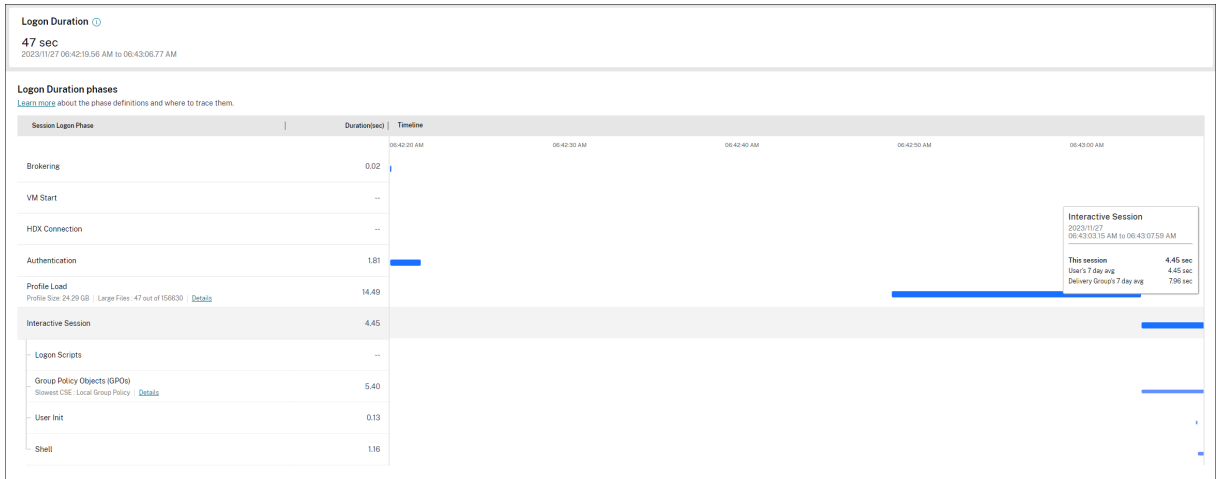 Logon Duration
47 sec
2023/11/27 06:42:19.56 AM to 06:43:06.77 AM
Logon Duration phases
Learn more about the phase definitions and where to trace them.
Session Logon Phase | Duration(sec) | Timeline
06:42:20 AM 06:42:30 AM 06:42:40 AM 06:42:50 AM 06:43:00 AM
Brokering 0.02
VM Start --
HDX Connection --
Authentication 1.81
Profile Load 14.49
Profile Size: 24.29 GB | Large Files : 47 out of 156630 | Details
Interactive Session 4.45
Logon Scripts --
Group Policy Objects (GPOs) 5.40
Slowest CSE : Local Group Policy | Details
User Init 0.13
Shell 1.16
Interactive Session
2023/11/27
06:43:03.15 AM to 06:43:07.59 AM
This session 4.45 sec
User's 7 day avg 4.45 sec
Delivery Group's 7 day avg 7.96 sec